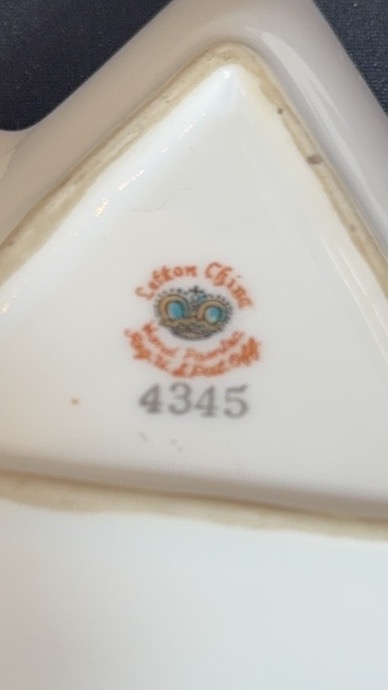 Lefton China
Hand Painted
Reg. U.S Pat. Off.
4345